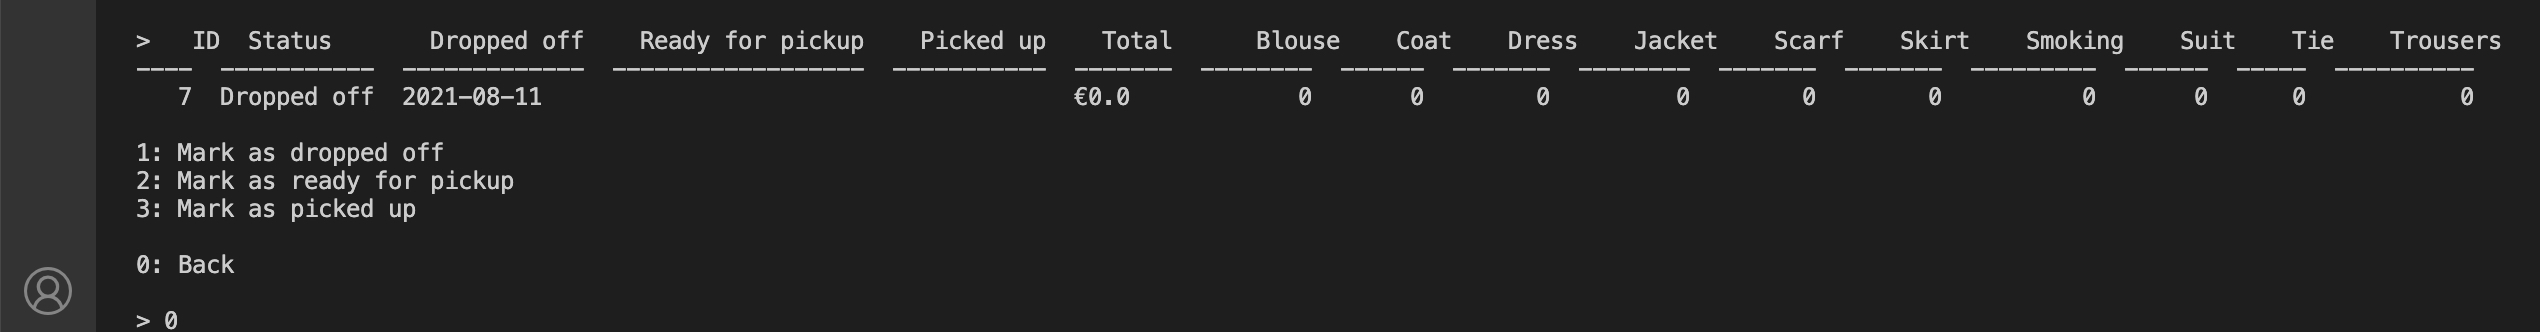 >   ID  Status       Dropped off    Ready for pickup    Picked up    Total      Blouse    Coat    Dress    Jacket    Scarf    Skirt    Smoking    Suit    Tie    Trousers
----  -----------  -------------  ------------------  -----------  -------  --------  ------  -------  --------  -------  -------  ---------  ------  -----  ----------
   7  Dropped off  2021-08-11                                      €0.0            0       0        0         0        0        0          0       0      0           0
1: Mark as dropped off
2: Mark as ready for pickup
3: Mark as picked up
0: Back
> 0